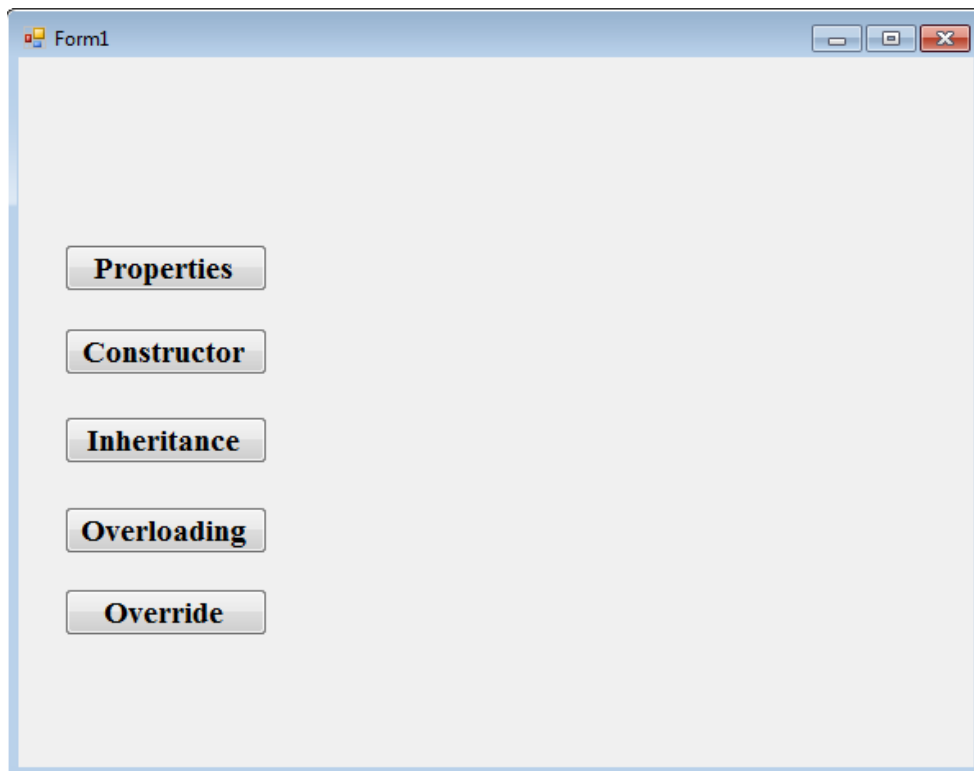 Form1
Properties
Constructor
Inheritance
Overloading
Override